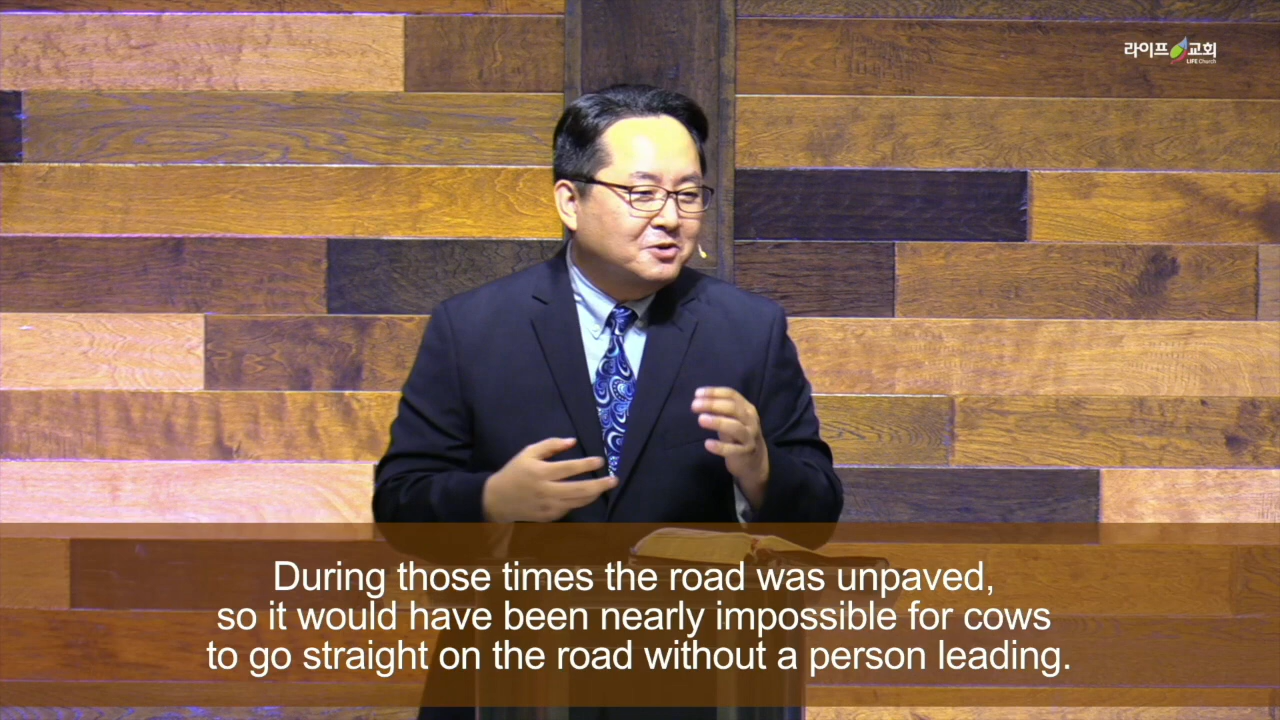 라이프 교회
LIFE Church
During those times the road was unpaved,
so it would have been nearly impossible for cows
to go straight on the road without a person leading.